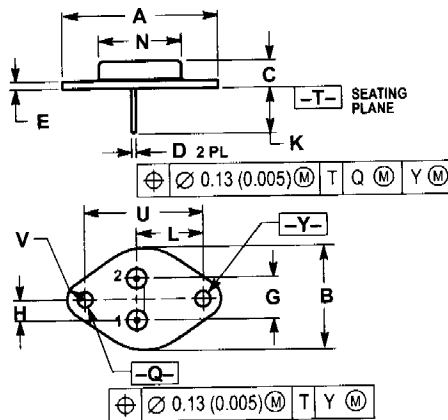 A
N
C
E
–T– SEATING PLANE
K
D 2 PL
⌖ ∅ 0.13 (0.005) Ⓜ T Q Ⓜ Y Ⓜ
U
L
–Y–
V
2
G
B
H
1
–Q–
⌖ ∅ 0.13 (0.005) Ⓜ T Y Ⓜ